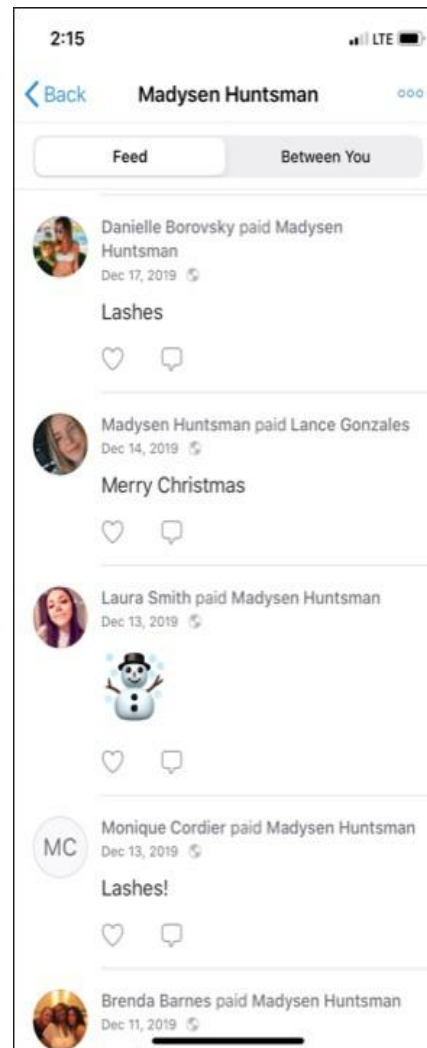 2:15
LTE
Back
Madysen Huntsman
Feed
Between You
Danielle Borovsky paid Madysen
Huntsman
Dec 17, 2019
Lashes
Madysen Huntsman paid Lance Gonzales
Dec 14, 2019
Merry Christmas
Laura Smith paid Madysen Huntsman
Dec 13, 2019
MC
Monique Cordier paid Madysen Huntsman
Dec 13, 2019
Lashes!
Brenda Barnes paid Madysen Huntsman
Dec 11, 2019